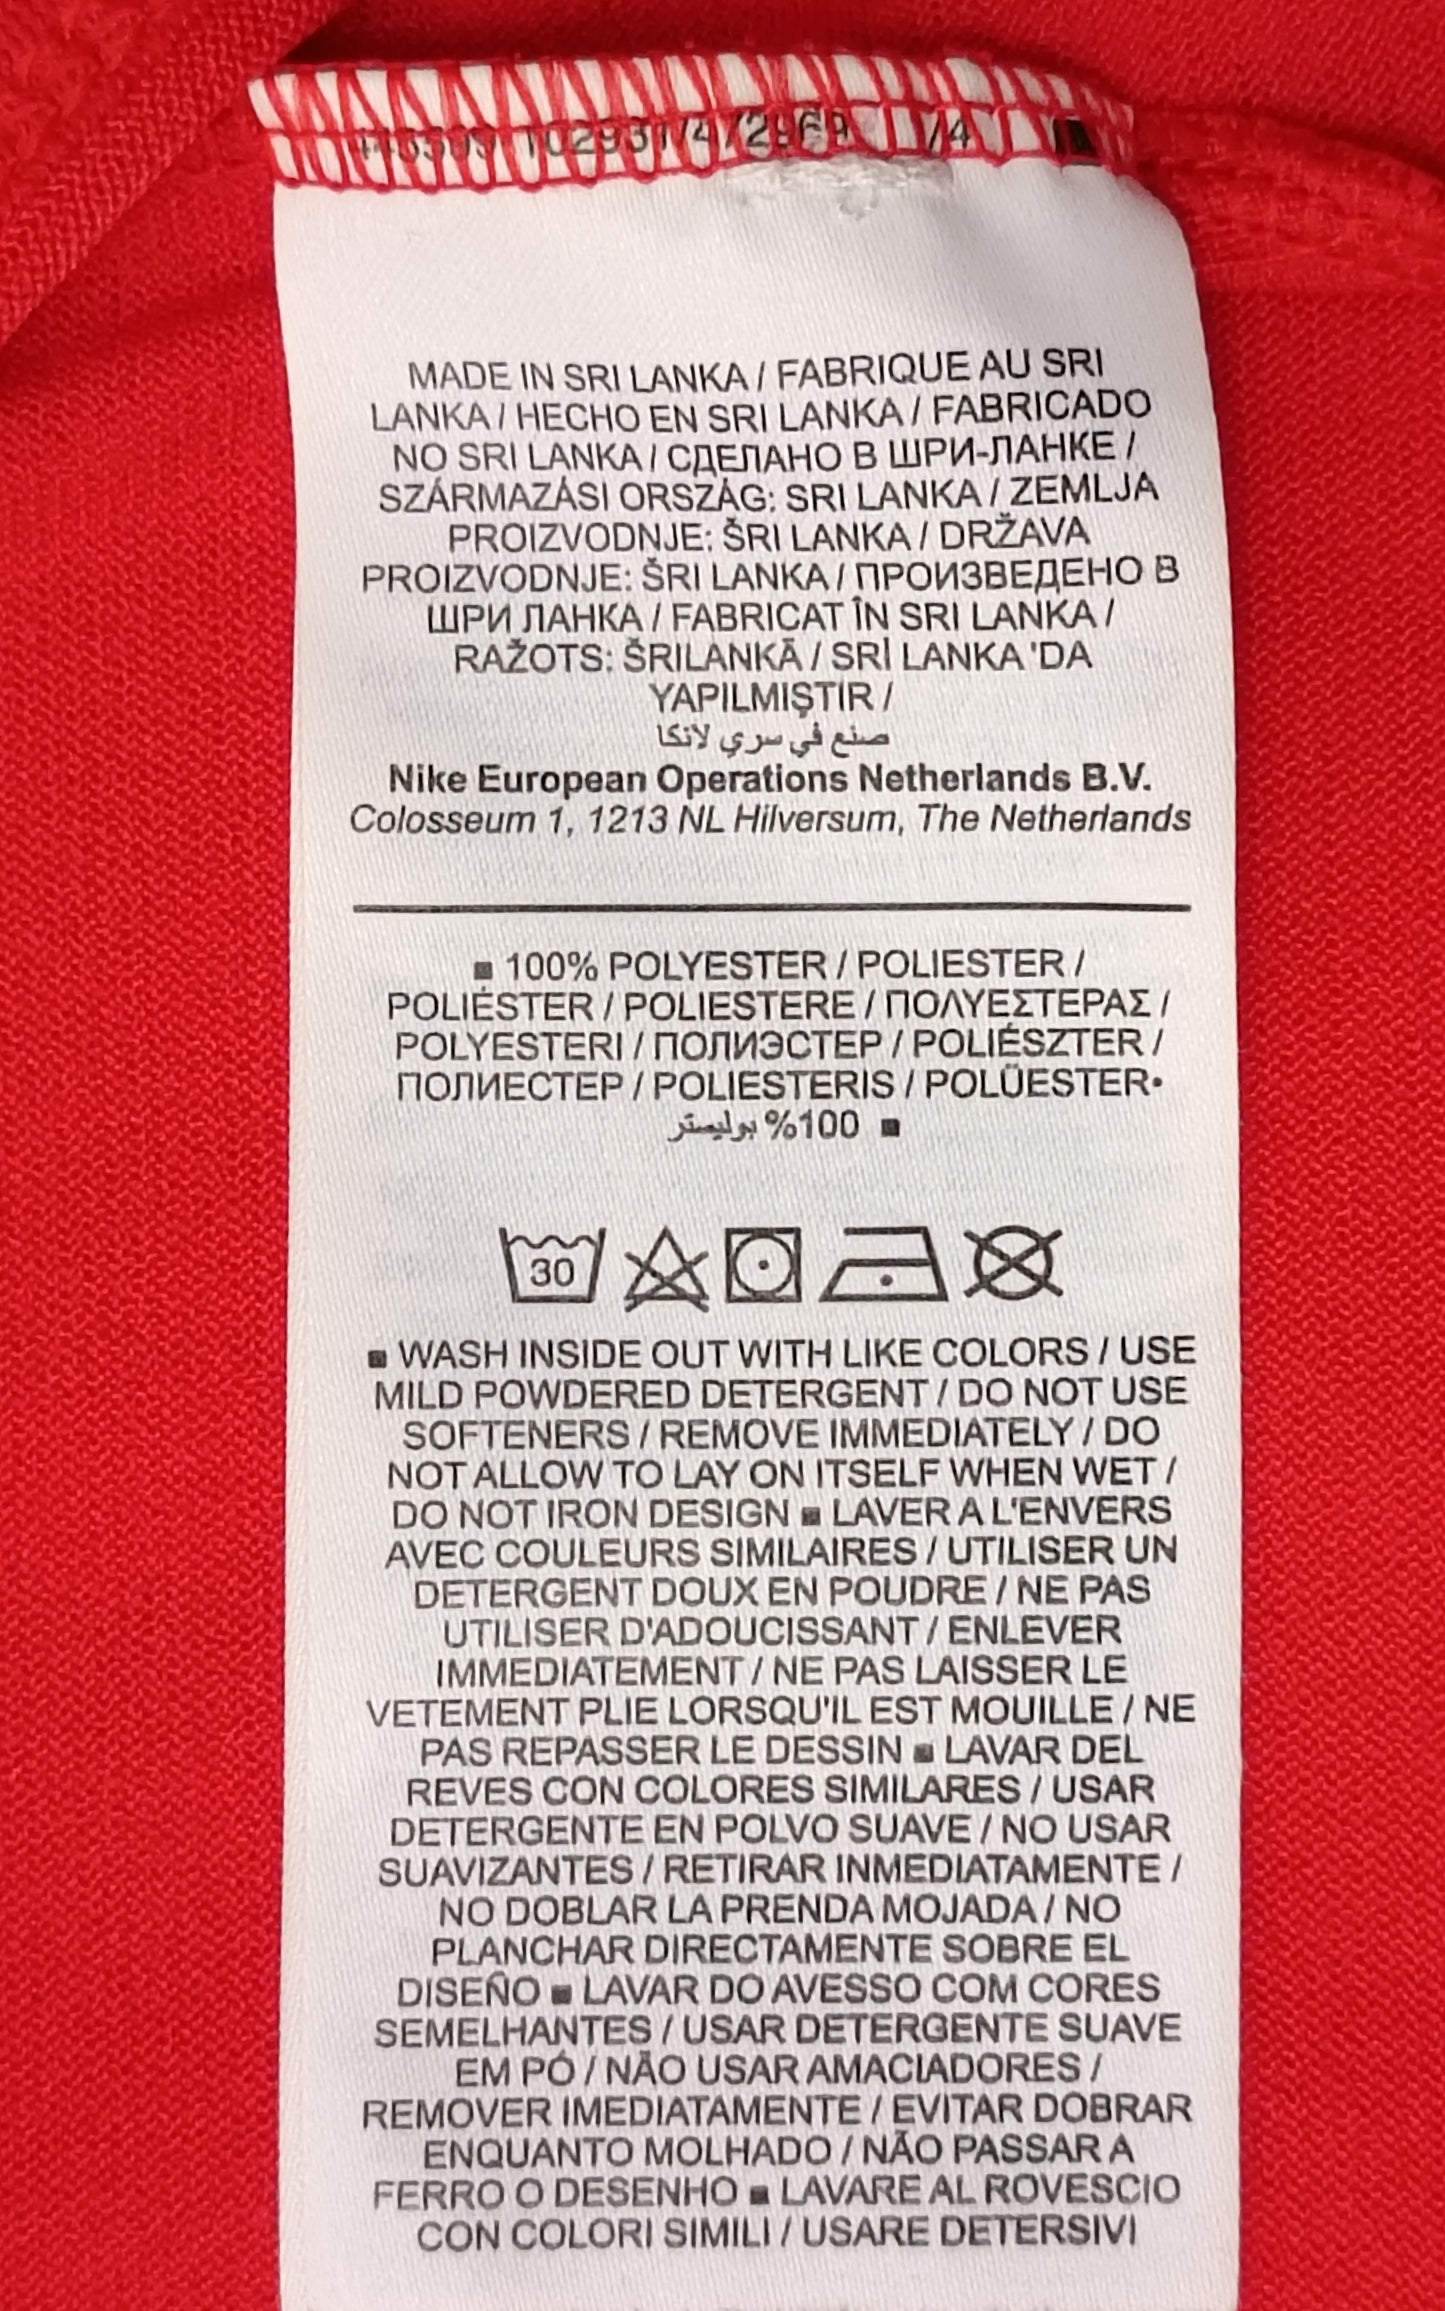 MADE IN SRI LANKA / FABRIQUE AU SRI
LANKA / HECHO EN SRI LANKA / FABRICADO
NO SRI LANKA / СДЕЛАНО В ШРИ-ЛАНКЕ /
SZÁRMAZÁSI ORSZÁG: SRI LANKA / ZEMLJA
PROIZVODNJE: ŠRI LANKA / DRŽAVA
PROIZVODNJE: ŠRI LANKA / ПРОИЗВЕДЕНО В
ШРИ ЛАНКА / FABRICAT ÎN SRI LANKA /
RAŽOTS: ŠRILANKĀ / SRİ LANKA 'DA
YAPILMIŞTIR /
صنع في سري لانكا
Nike European Operations Netherlands B.V.
Colosseum 1, 1213 NL Hilversum, The Netherlands
■ 100% POLYESTER / POLIESTER /
POLIÉSTER / POLIESTERE / ΠΟΛΥΕΣΤΕΡΑΣ /
POLYESTERI / ПОЛИЭСТЕР / POLIÉSZTER /
ПОЛИЕСТЕР / POLIESTERIS / POLÜESTER•
■ 100% بوليستر
30
■ WASH INSIDE OUT WITH LIKE COLORS / USE
MILD POWDERED DETERGENT / DO NOT USE
SOFTENERS / REMOVE IMMEDIATELY / DO
NOT ALLOW TO LAY ON ITSELF WHEN WET /
DO NOT IRON DESIGN ■ LAVER A L'ENVERS
AVEC COULEURS SIMILAIRES / UTILISER UN
DETERGENT DOUX EN POUDRE / NE PAS
UTILISER D'ADOUCISSANT / ENLEVER
IMMEDIATEMENT / NE PAS LAISSER LE
VETEMENT PLIE LORSQU'IL EST MOUILLE / NE
PAS REPASSER LE DESSIN ■ LAVAR DEL
REVES CON COLORES SIMILARES / USAR
DETERGENTE EN POLVO SUAVE / NO USAR
SUAVIZANTES / RETIRAR INMEDIATAMENTE /
NO DOBLAR LA PRENDA MOJADA / NO
PLANCHAR DIRECTAMENTE SOBRE EL
DISEÑO ■ LAVAR DO AVESSO COM CORES
SEMELHANTES / USAR DETERGENTE SUAVE
EM PÓ / NÃO USAR AMACIADORES /
REMOVER IMEDIATAMENTE / EVITAR DOBRAR
ENQUANTO MOLHADO / NÃO PASSAR A
FERRO O DESENHO ■ LAVARE AL ROVESCIO
CON COLORI SIMILI / USARE DETERSIVI